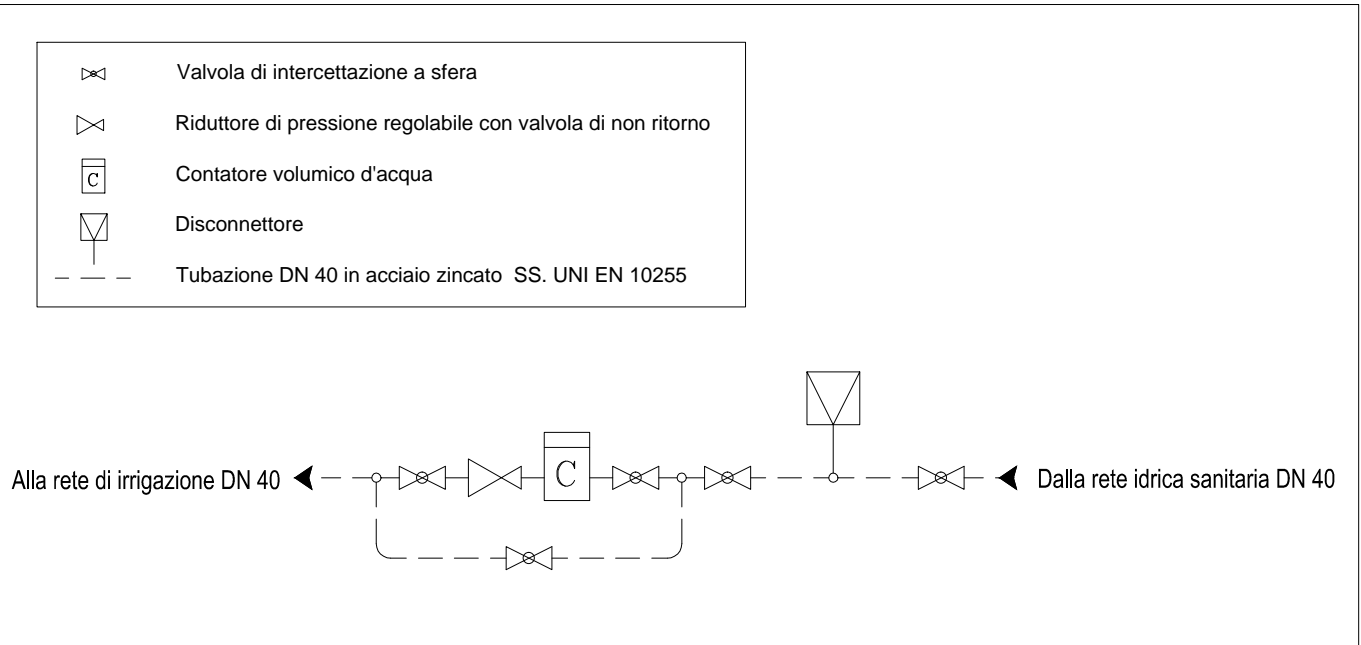 Valvola di intercettazione a sfera
Riduttore di pressione regolabile con valvola di non ritorno
C
Contatore volumico d'acqua
Disconnettore
Tubazione DN 40 in acciaio zincato SS. UNI EN 10255
Alla rete di irrigazione DN 40
C
Dalla rete idrica sanitaria DN 40